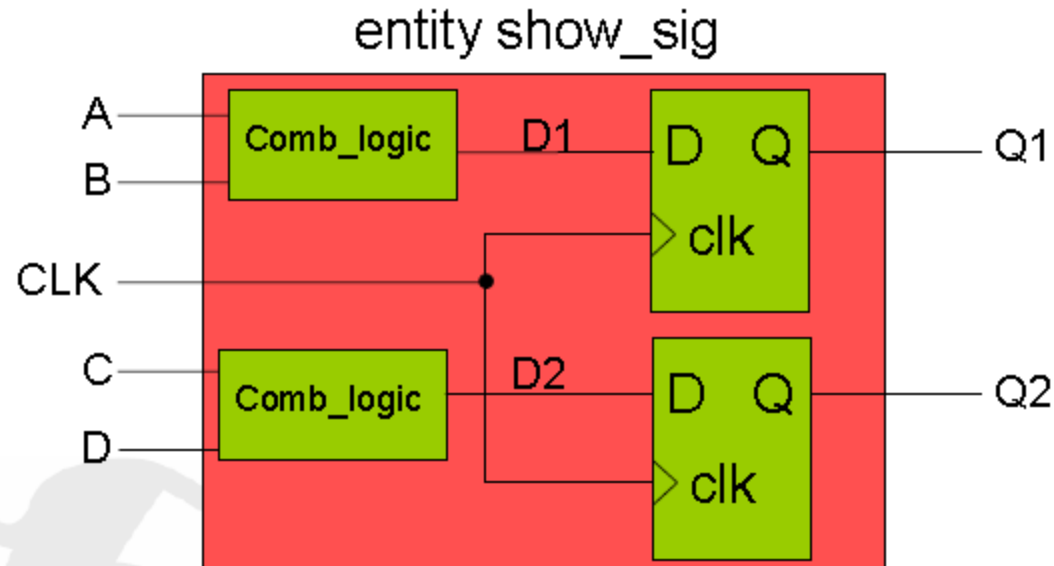 entity show_sig
A
Comb_logic
D1
D Q
Q1
B
clk
CLK
C
Comb_logic
D2
D Q
Q2
D
clk